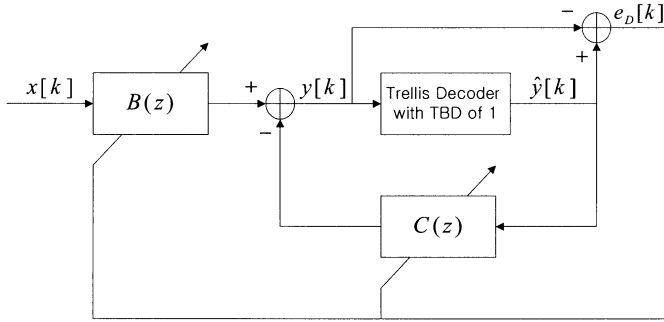 − e_D[k]
+
x[k] B(z) + y[k] Trellis Decoder ŷ[k]
with TBD of 1
−
C(z)